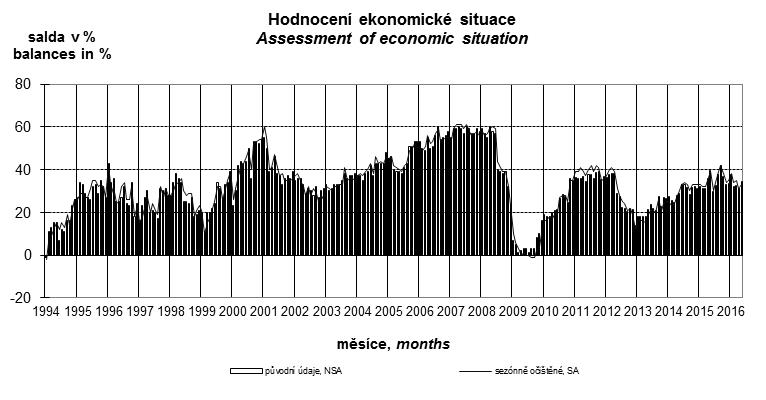 Hodnocení ekonomické situace
Assessment of economic situation
salda v %
balances in %
80
60
40
20
0
-20
1994 1995 1996 1997 1998 1999 2000 2001 2002 2003 2004 2005 2006 2007 2008 2009 2010 2011 2012 2013 2014 2015 2016
měsíce, months
původní údaje, NSA
sezónně očištěné, SA